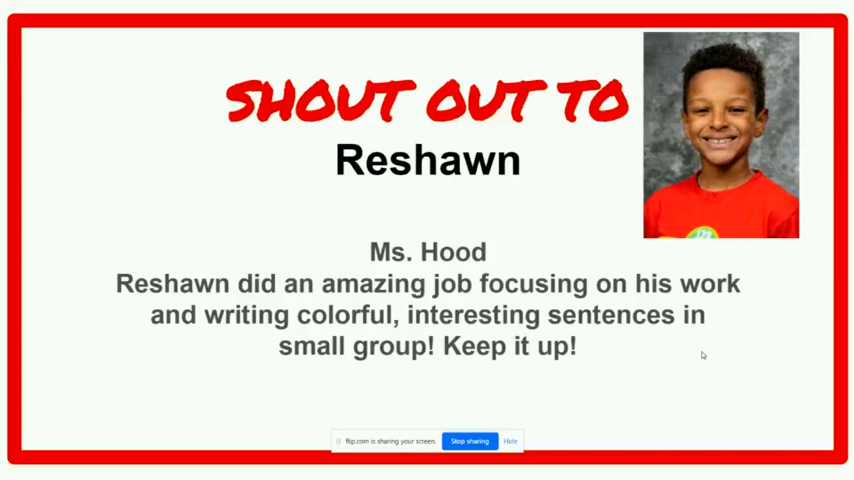 SHOUT OUT TO
Reshawn
Ms. Hood
Reshawn did an amazing job focusing on his work
and writing colorful, interesting sentences in
small group! Keep it up!
flip.com is sharing your screen. Stop sharing Hide